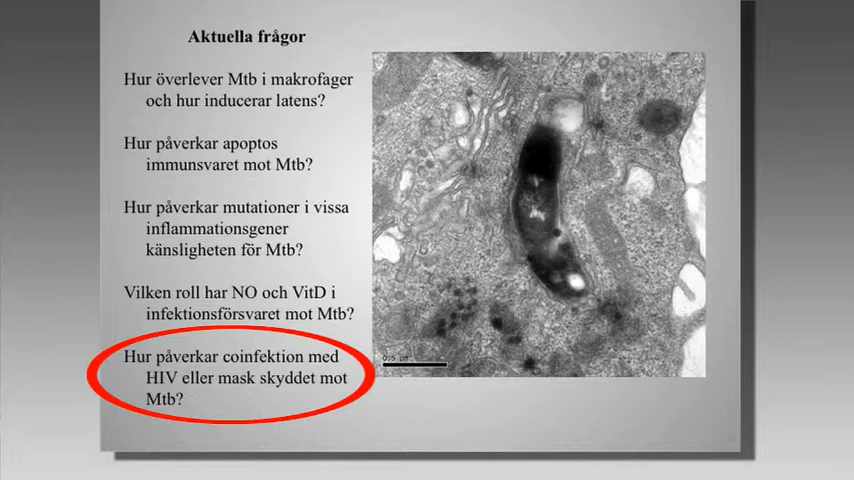 Aktuella frågor
Hur överlever Mtb i makrofager
och hur inducerar latens?
Hur påverkar apoptos
immunsvaret mot Mtb?
Hur påverkar mutationer i vissa
inflammationsgener
känsligheten för Mtb?
Vilken roll har NO och VitD i
infektionsförsvaret mot Mtb?
Hur påverkar coinfektion med
HIV eller mask skyddet mot
Mtb?